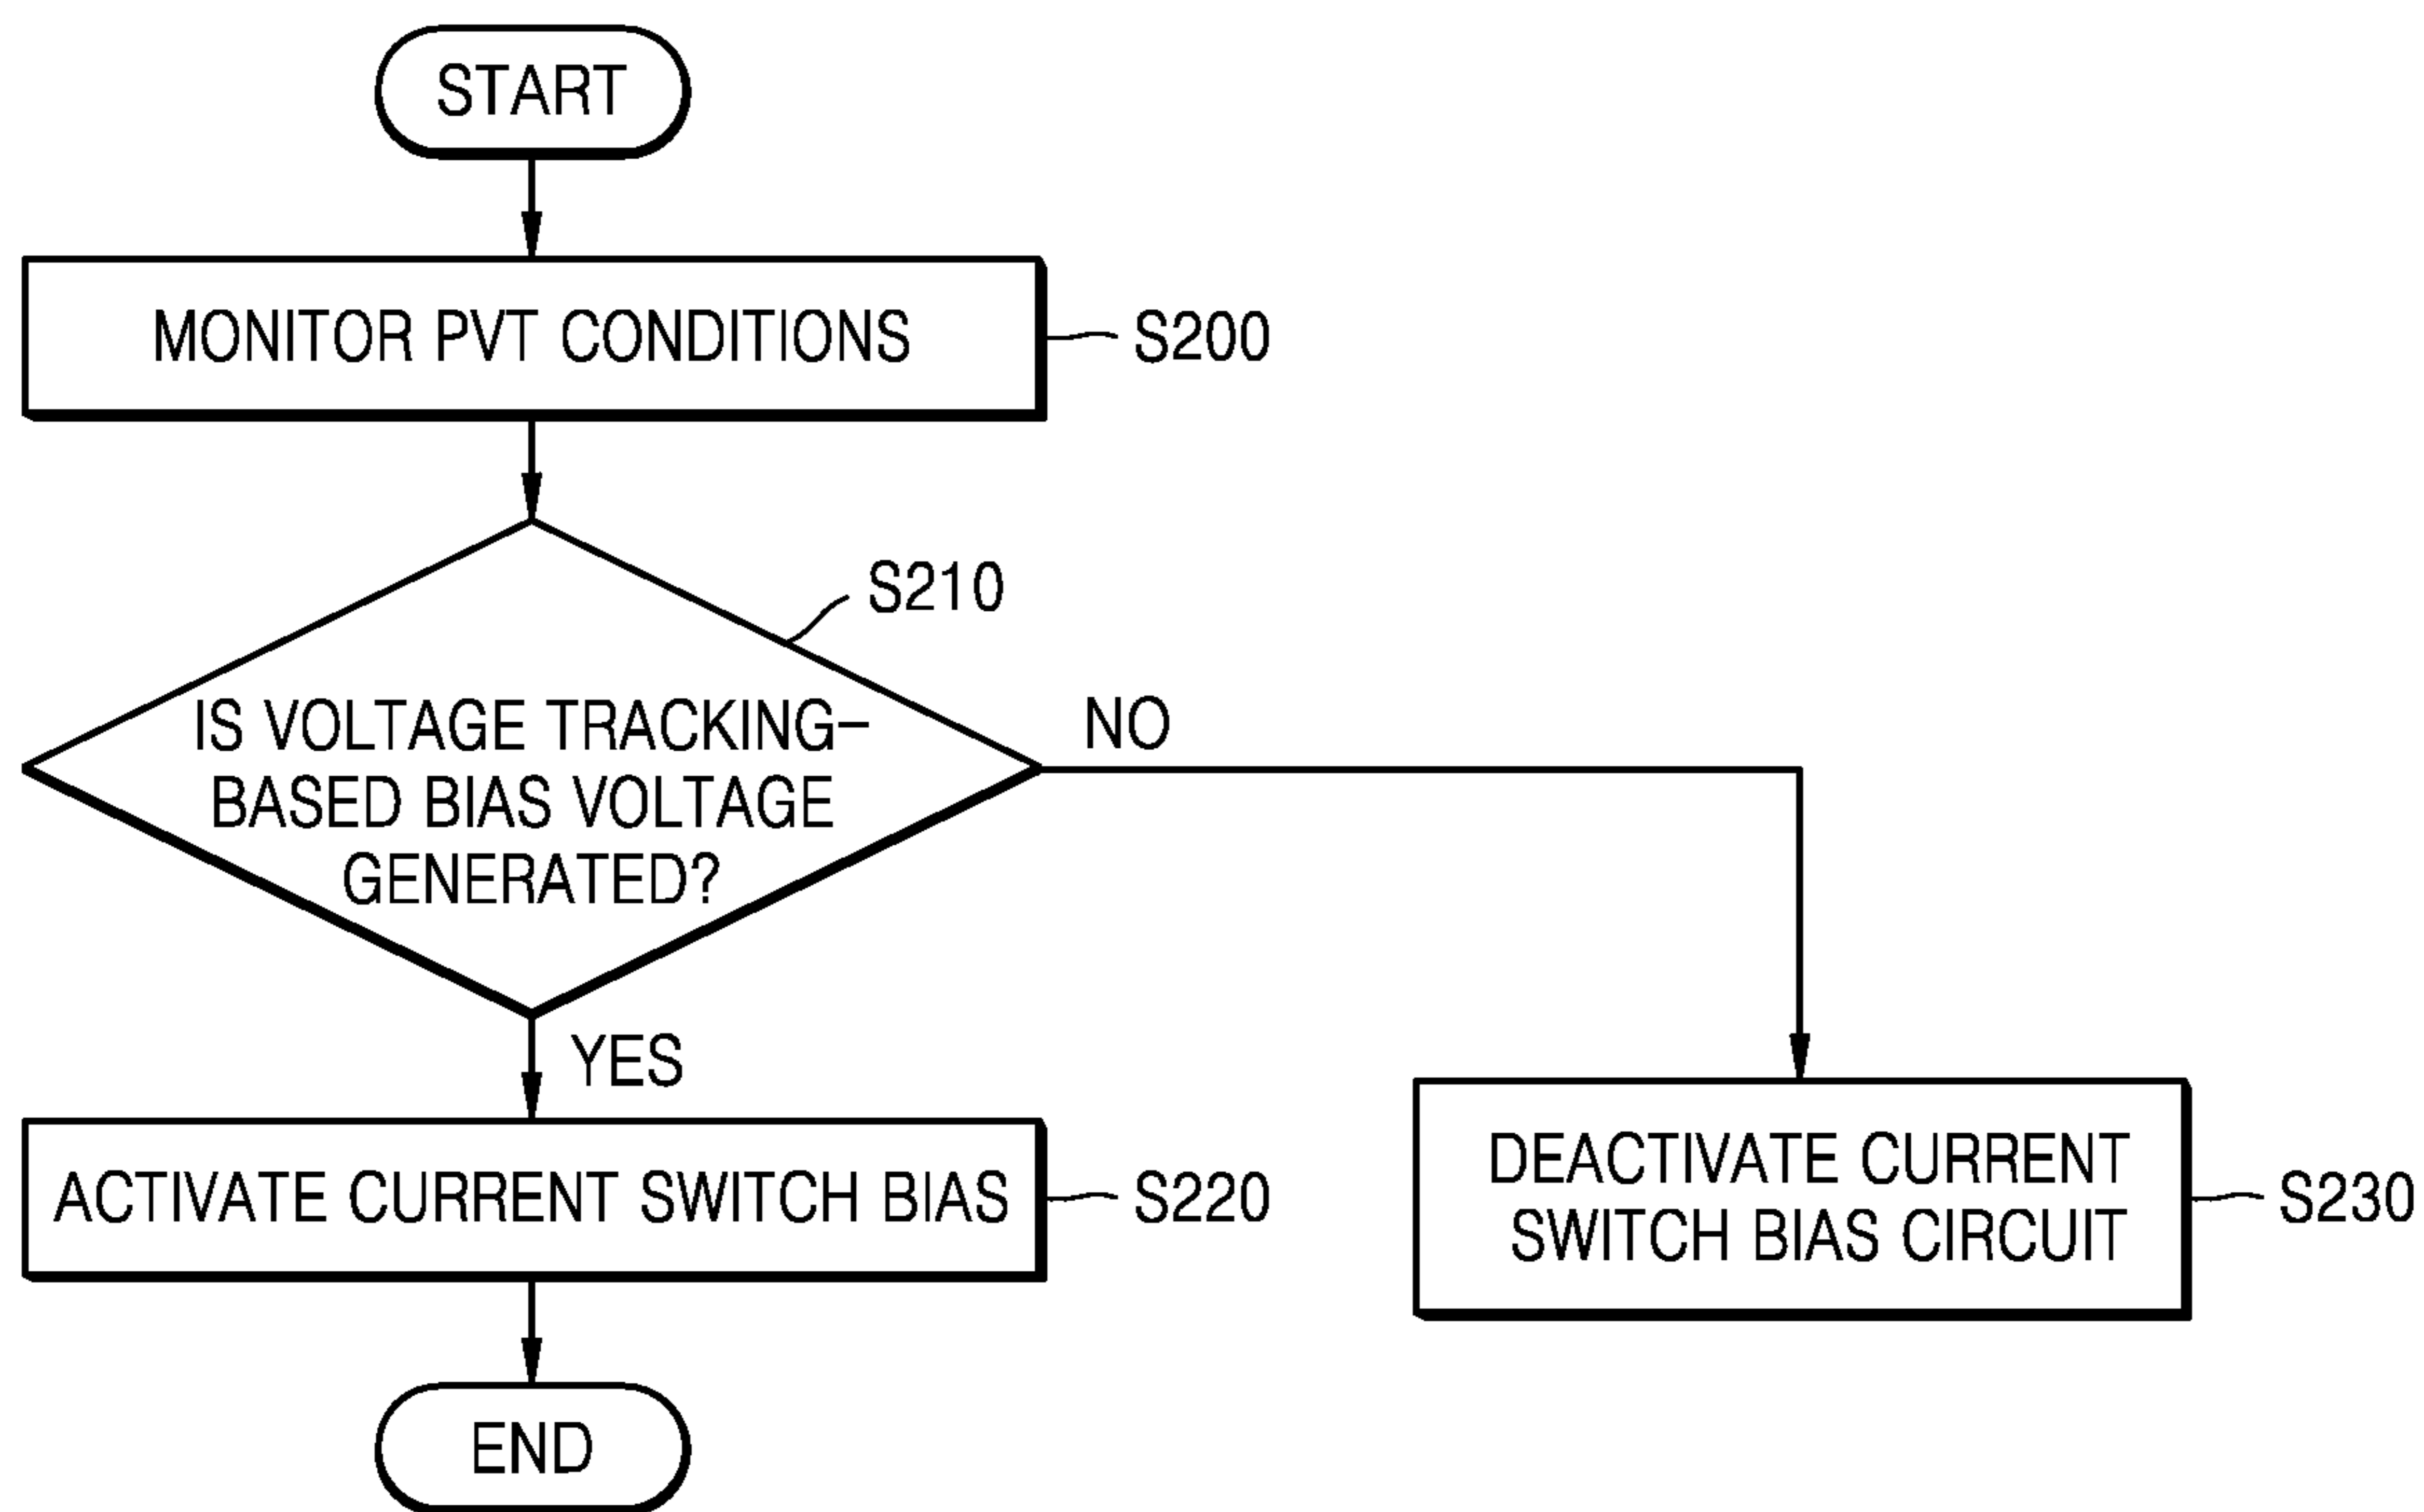 START
MONITOR PVT CONDITIONS
S200
S210
IS VOLTAGE TRACKING-
BASED BIAS VOLTAGE
GENERATED?
NO
YES
ACTIVATE CURRENT SWITCH BIAS
S220
DEACTIVATE CURRENT
SWITCH BIAS CIRCUIT
S230
END